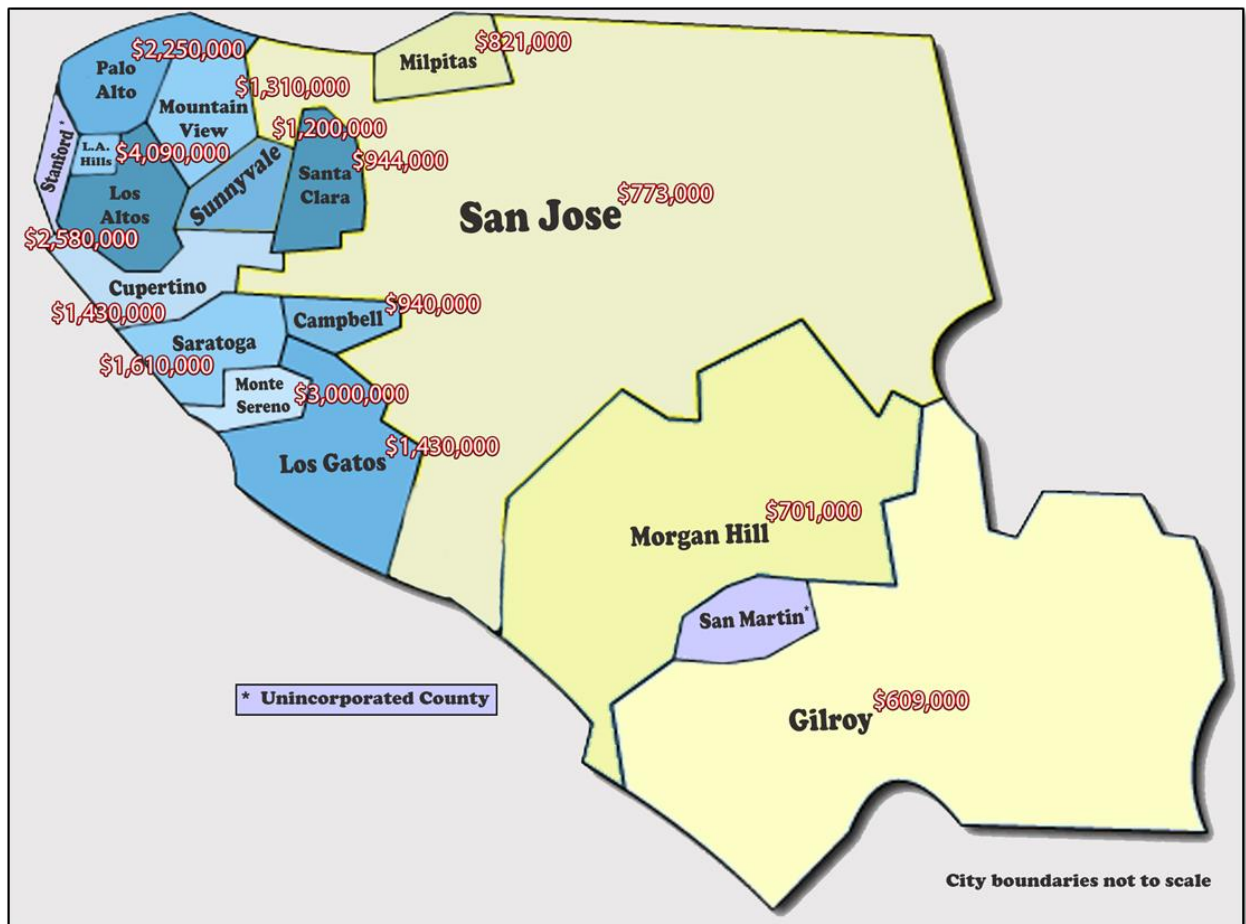 $2,250,000
Palo
Alto
$821,000
Milpitas
$1,310,000
Mountain
View
$1,200,000
Stanford *
L.A.
Hills
$4,090,000
$944,000
Sunnyvale
Santa
Clara
Los
Altos
San Jose
$773,000
$2,580,000
Cupertino
$1,430,000
Campbell
$940,000
Saratoga
$1,610,000
Monte
Sereno
$3,000,000
Los Gatos
$1,430,000
Morgan Hill
$701,000
San Martin*
* Unincorporated County
Gilroy
$609,000
City boundaries not to scale